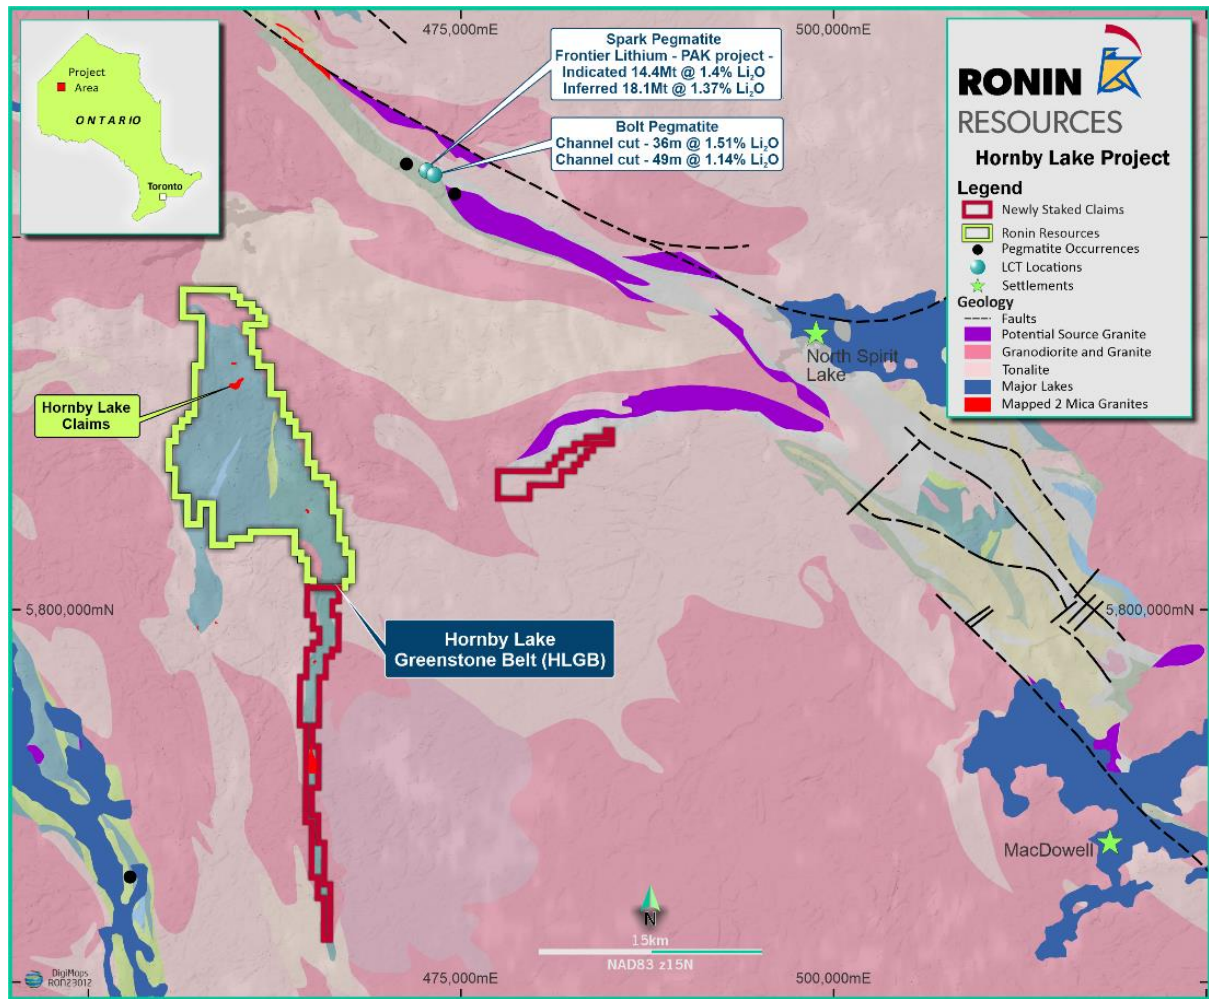 475,000mE
500,000mE
Project
Area
ONTARIO
Toronto
Spark Pegmatite
Frontier Lithium - PAK project -
Indicated 14.4Mt @ 1.4% Li₂O
Inferred 18.1Mt @ 1.37% Li₂O
Bolt Pegmatite
Channel cut - 36m @ 1.51% Li₂O
Channel cut - 49m @ 1.14% Li₂O
RONIN
RESOURCES
Hornby Lake Project
Legend
Newly Staked Claims
Ronin Resources
Pegmatite Occurrences
LCT Locations
Settlements
Geology
Faults
Potential Source Granite
Granodiorite and Granite
Tonalite
Major Lakes
Mapped 2 Mica Granites
North Spirit
Lake
Hornby Lake
Claims
5,800,000mN
5,800,000mN
Hornby Lake
Greenstone Belt (HLGB)
MacDowell
N
15km
NAD83 z15N
DigiMaps
RON23012
475,000mE
500,000mE